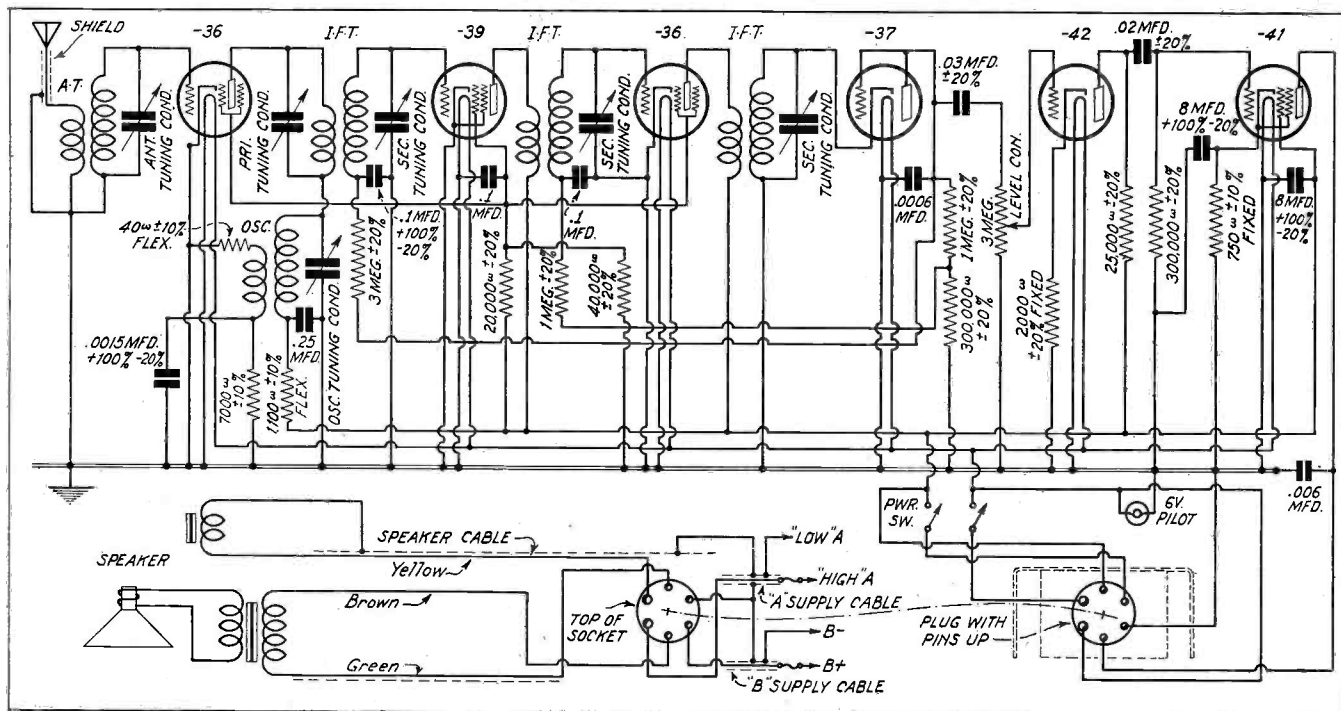 SHIELD
-36
I.F.T.
-39
I.F.T.
-36
I.F.T.
-37
-42
.02 MFD.
±20%
-41
A.T.
ANT.
TUNING COND.
PRI.
TUNING COND.
SEC.
TUNING COND.
SEC.
TUNING COND.
.03 MFD.
±20%
8 MFD.
+100% -20%
40ω ±10%
FLEX.
OSC.
.1 MFD.
+100%
-20%
.1
MFD.
.1
MFD.
.0006
MFD.
1 MEG. ±20%
3 MEG.
LEVEL CON.
25,000ω ±20%
300,000ω ±20%
750ω ±10%
FIXED
8 MFD.
+100%
-20%
3 MEG. ±20%
20,000ω ±20%
1 MEG. ±20%
40,000ω
±20%
300,000ω
±20%
2,000ω
±20% FIXED
.0015 MFD.
+100% -20%
7000ω
±10%
1,100ω ±10%
FLEX.
.25
MFD.
OSC. TUNING COND.
.006
MFD.
PWR.
SW.
6V.
PILOT
SPEAKER
SPEAKER CABLE
Yellow
Brown
Green
TOP OF
SOCKET
"LOW" A
"HIGH" A
"A" SUPPLY CABLE
B-
B+
"B" SUPPLY CABLE
PLUG WITH
PINS UP